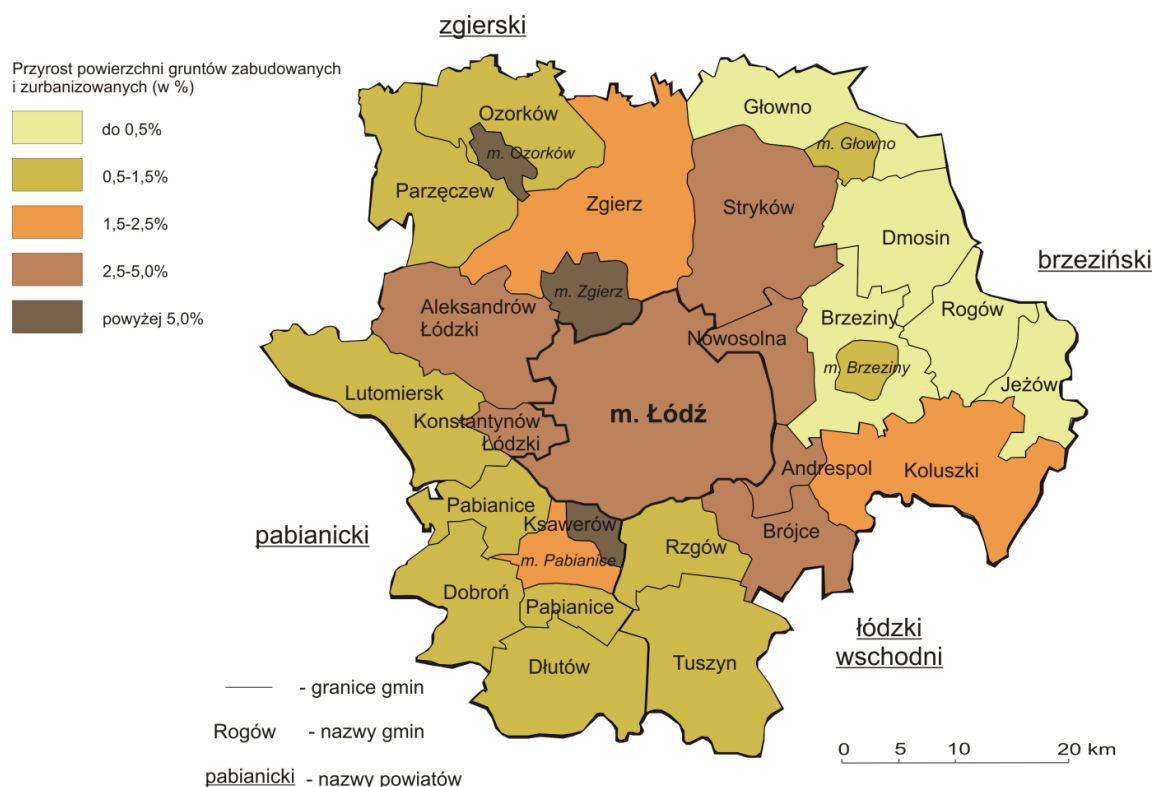 zgierski
Przyrost powierzchni gruntów zabudowanych
i zurbanizowanych (w %)
do 0,5%
0,5-1,5%
1,5-2,5%
2,5-5,0%
powyżej 5,0%
Ozorków
m. Ozorków
Parzęczew
Zgierz
m. Zgierz
Głowno
m. Głowno
Stryków
Dmosin
brzeziński
Aleksandrów
Łódzki
Nowosolna
Brzeziny
m. Brzeziny
Rogów
Jeżów
Lutomiersk
Konstantynów
Łódzki
m. Łódź
Andrespol
Koluszki
Pabianice
Ksawerów
m. Pabianice
Rzgów
Brójce
pabianicki
Dobroń
Pabianice
Dłutów
Tuszyn
łódzki
wschodni
- granice gmin
Rogów - nazwy gmin
pabianicki - nazwy powiatów
0 5 10 20 km